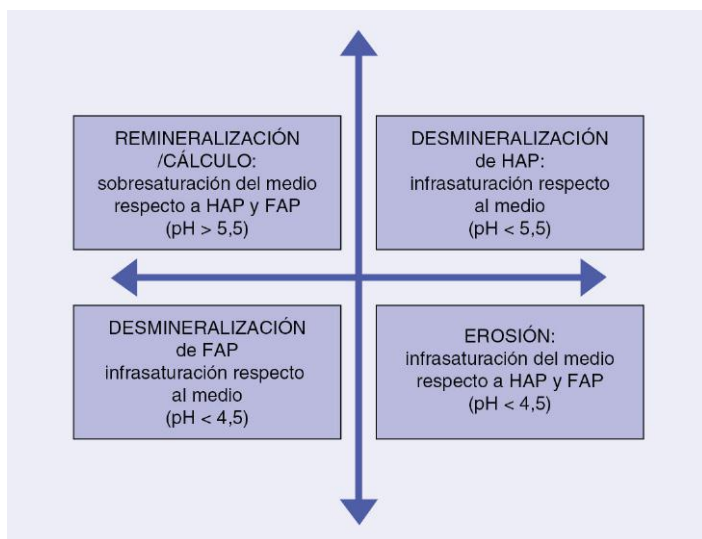 REMINERALIZACIÓN
/CÁLCULO:
sobresaturación del medio
respecto a HAP y FAP
(pH > 5,5)
DESMINERALIZACIÓN
de HAP:
infrasaturación respecto
al medio
(pH < 5,5)
DESMINERALIZACIÓN
de FAP
infrasaturación respecto
al medio
(pH < 4,5)
EROSIÓN:
infrasaturación del medio
respecto a HAP y FAP
(pH < 4,5)